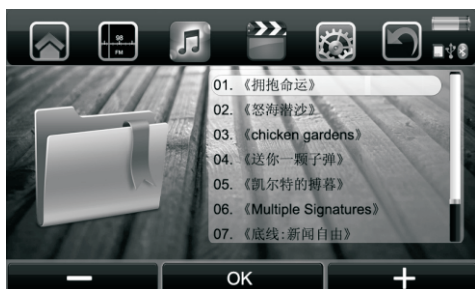 98
FM
01. 《拥抱命运》
02. 《怒海潜沙》
03. 《chicken gardens》
04. 《送你一颗子弹》
05. 《凯尔特的搏暮》
06. 《Multiple Signatures》
07. 《底线:新闻自由》
OK